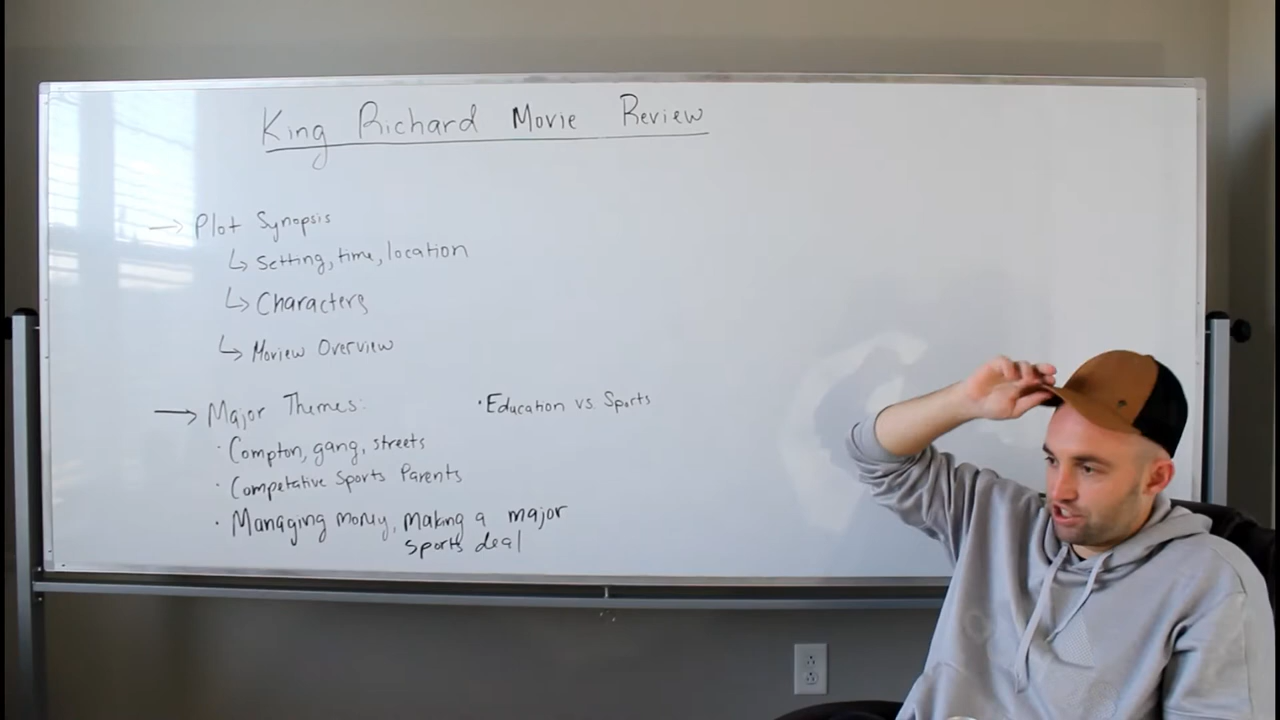 King Richard Movie Review
→ Plot Synopsis
↳ Setting, time, location
↳ Characters
↳ Moview Overview
→ Major Themes:
· Compton, gang, streets
· Competative Sports Parents
· Managing money, making a major
sports deal
· Education vs. Sports